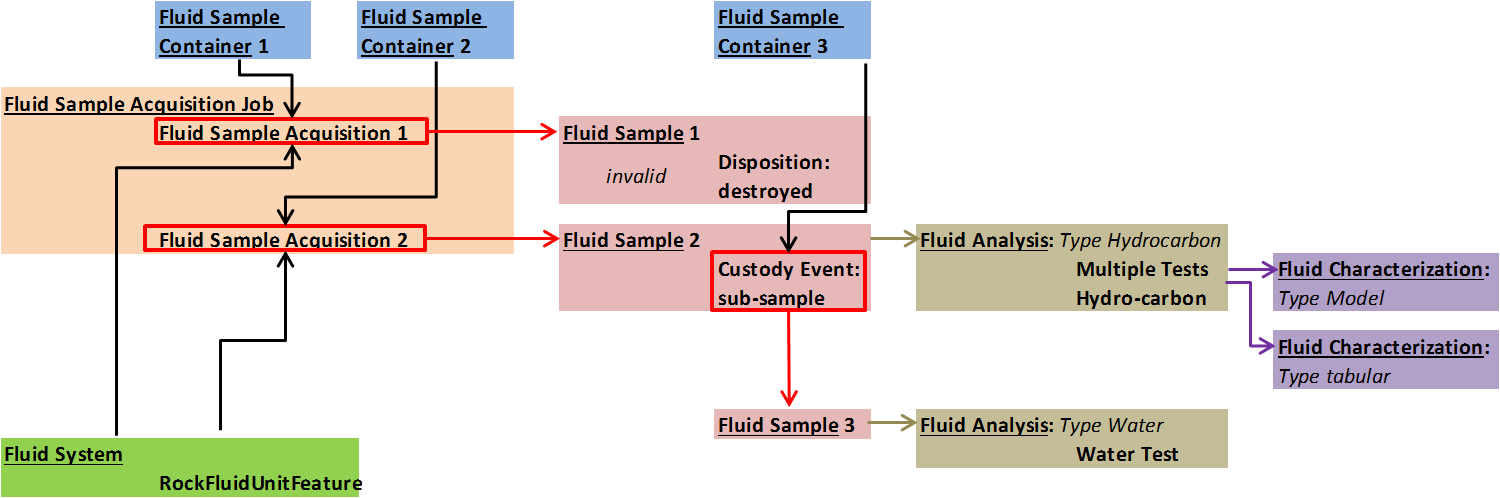 Fluid Sample
Container 1
Fluid Sample
Container 2
Fluid Sample
Container 3
Fluid Sample Acquisition Job
Fluid Sample Acquisition 1
Fluid Sample 1
invalid
Disposition:
destroyed
Fluid Sample Acquisition 2
Fluid Sample 2
Custody Event:
sub-sample
Fluid Analysis: Type Hydrocarbon
Multiple Tests
Hydro-carbon
Fluid Characterization:
Type Model
Fluid Characterization:
Type tabular
Fluid Sample 3
Fluid Analysis: Type Water
Water Test
Fluid System
RockFluidUnitFeature